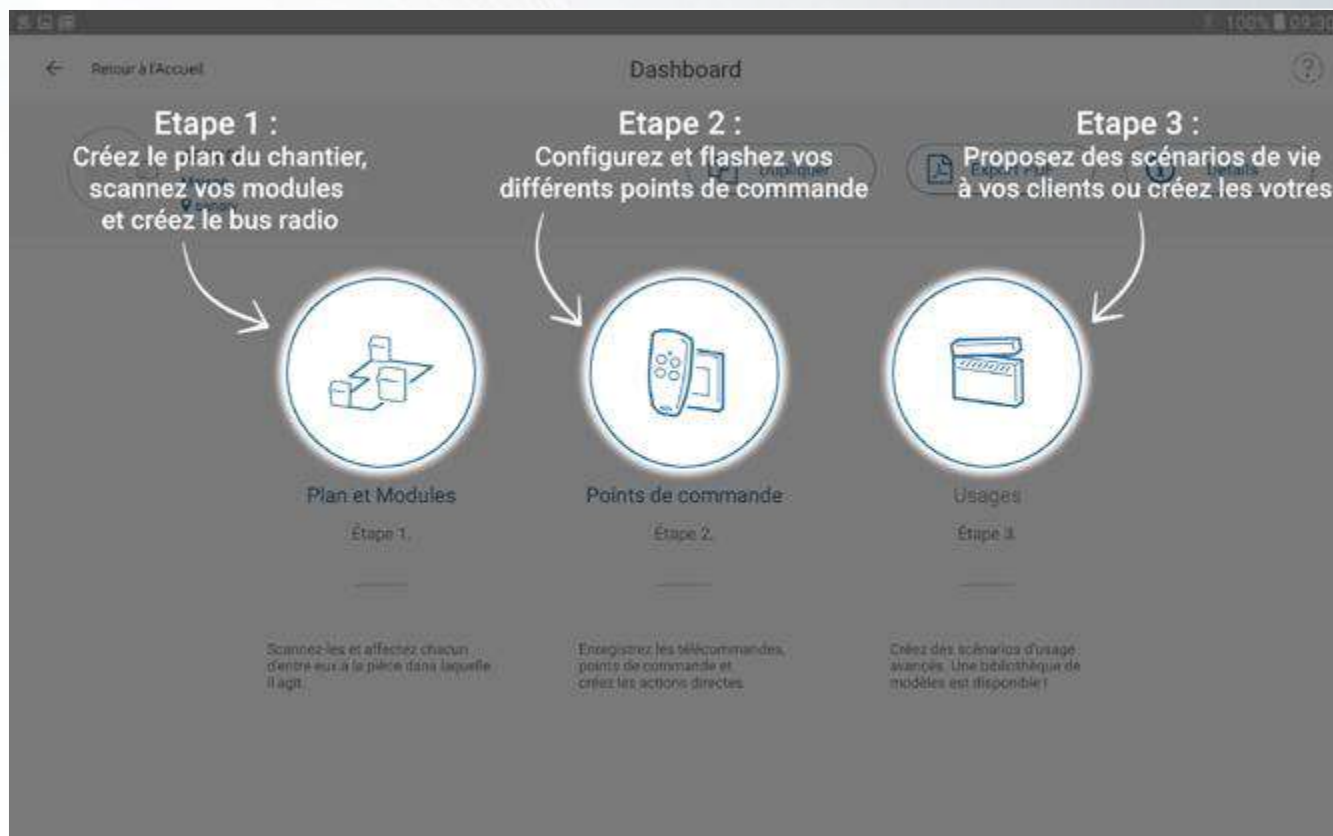 100% 09:30
Retour à l'Accueil
Dashboard
?
Etape 1 :
Créez le plan du chantier,
scannez vos modules
et créez le bus radio
Etape 2 :
Configurez et flashez vos
différents points de commande
Etape 3 :
Proposez des scénarios de vie
à vos clients ou créez les votres
Dupliquer
Export PDF
Détails
Plan et Modules
Étape 1.
Scannez-les et affectez chacun
d'entre eux à la pièce dans laquelle
il agit.
Points de commande
Étape 2.
Enregistrez les télécommandes,
points de commande et
créez les actions directes.
Usages
Étape 3.
Créez des scénarios d'usage
avancés. Une bibliothèque de
modèles est disponible !